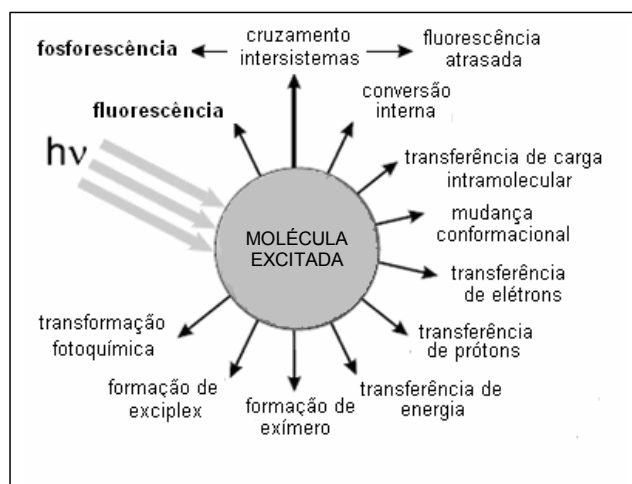 cruzamento
intersistemas
fosforescência
fluorescência
atrasada
fluorescência
conversão
interna
hν
transferência de carga
intramolecular
mudança
conformacional
MOLÉCULA
EXCITADA
transferência
de elétrons
transformação
fotoquímica
transferência
de prótons
formação de
exciplex
formação de
exímero
transferência de
energia